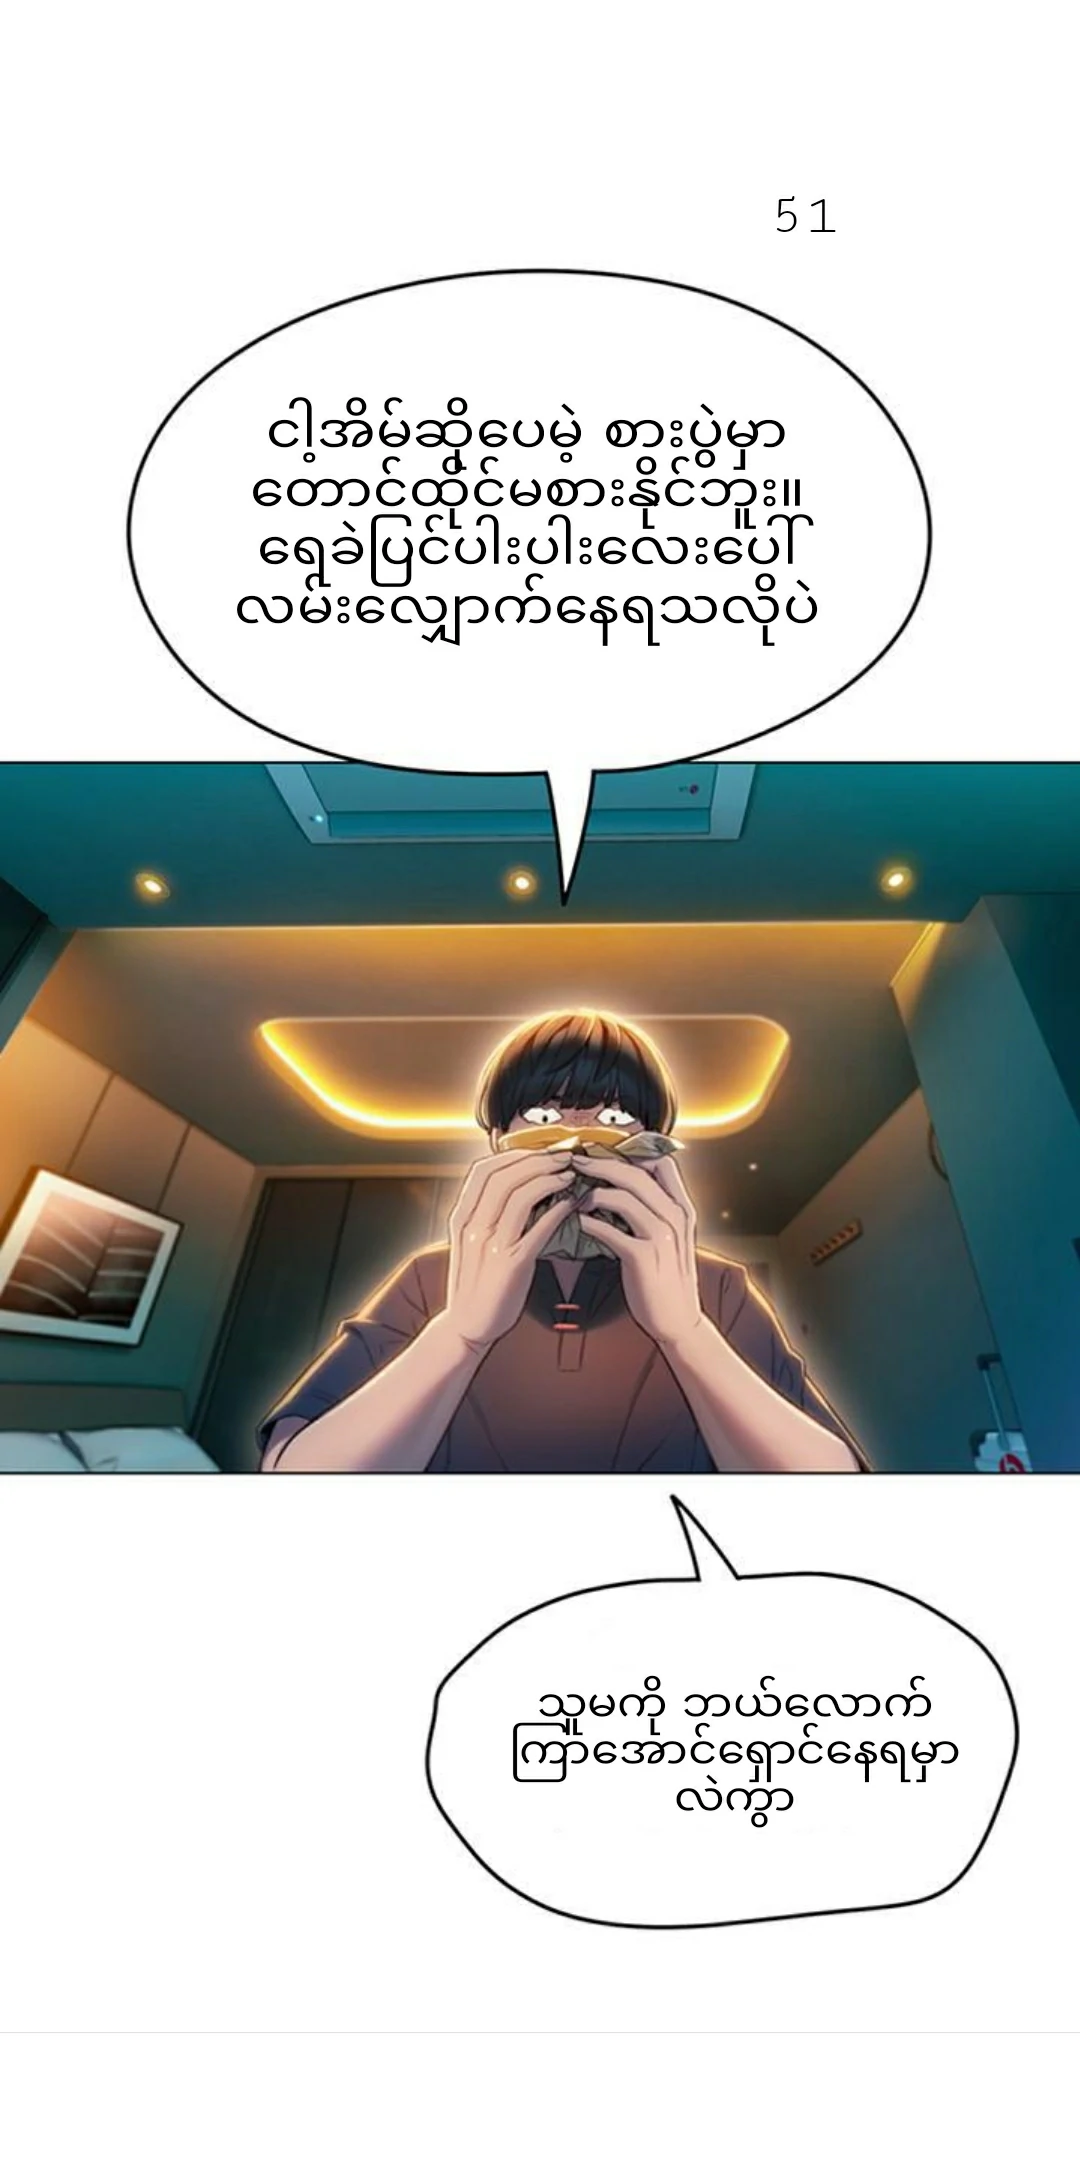 51
ငါ့အိမ်ဆိုပေမဲ့ စားပွဲမှာ
တောင်ထိုင်မစားနိုင်ဘူး။
ရေခဲပြင်ပါးပါးလေးပေါ်
လမ်းလျှောက်နေရသလိုပဲ
သူမကို ဘယ်လောက်
ကြာအောင်ရှောင်နေရမှာ
လဲကွာ